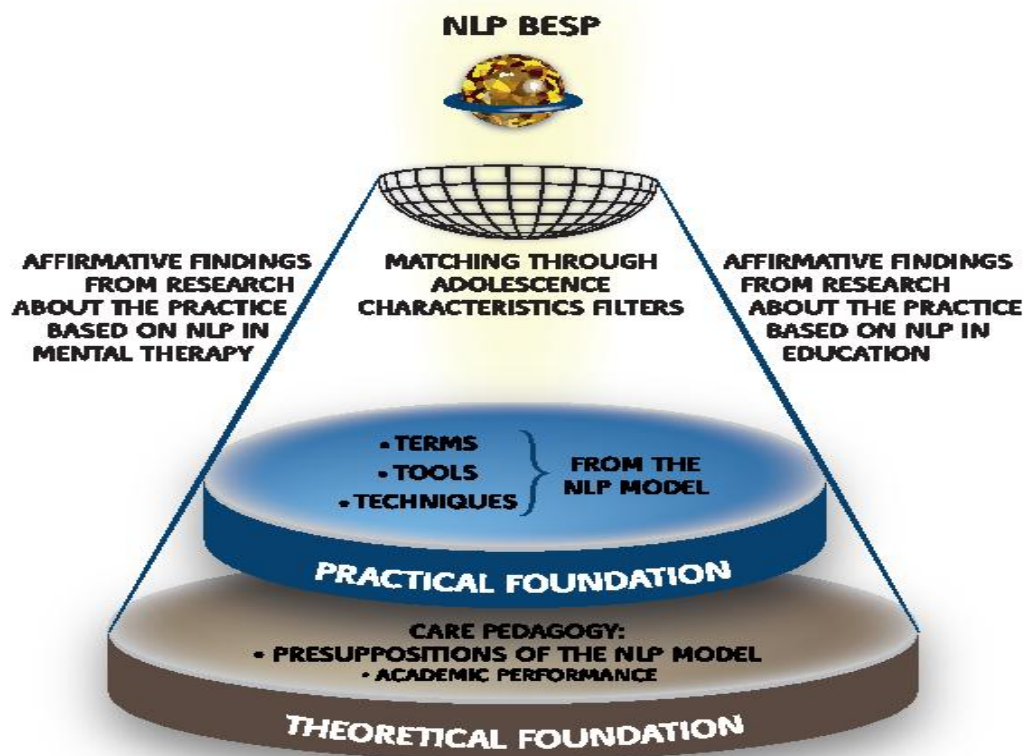 NLP BESP
AFFIRMATIVE FINDINGS
FROM RESEARCH
ABOUT THE PRACTICE
BASED ON NLP IN
MENTAL THERAPY
MATCHING THROUGH
ADOLESCENCE
CHARACTERISTICS FILTERS
AFFIRMATIVE FINDINGS
FROM RESEARCH
ABOUT THE PRACTICE
BASED ON NLP IN
EDUCATION
• TERMS
• TOOLS
• TECHNIQUES
FROM THE
NLP MODEL
PRACTICAL FOUNDATION
CARE PEDAGOGY:
• PRESUPPOSITIONS OF THE NLP MODEL
• ACADEMIC PERFORMANCE
THEORETICAL FOUNDATION